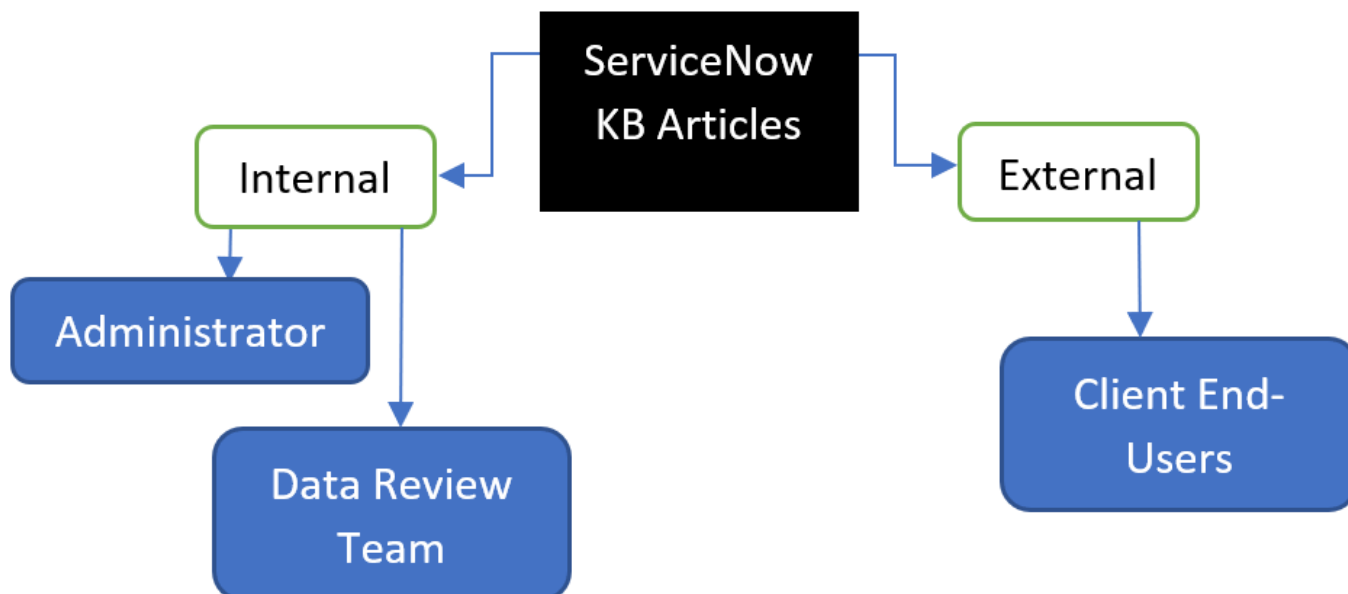 ServiceNow
KB Articles
Internal
External
Administrator
Client End-
Users
Data Review
Team